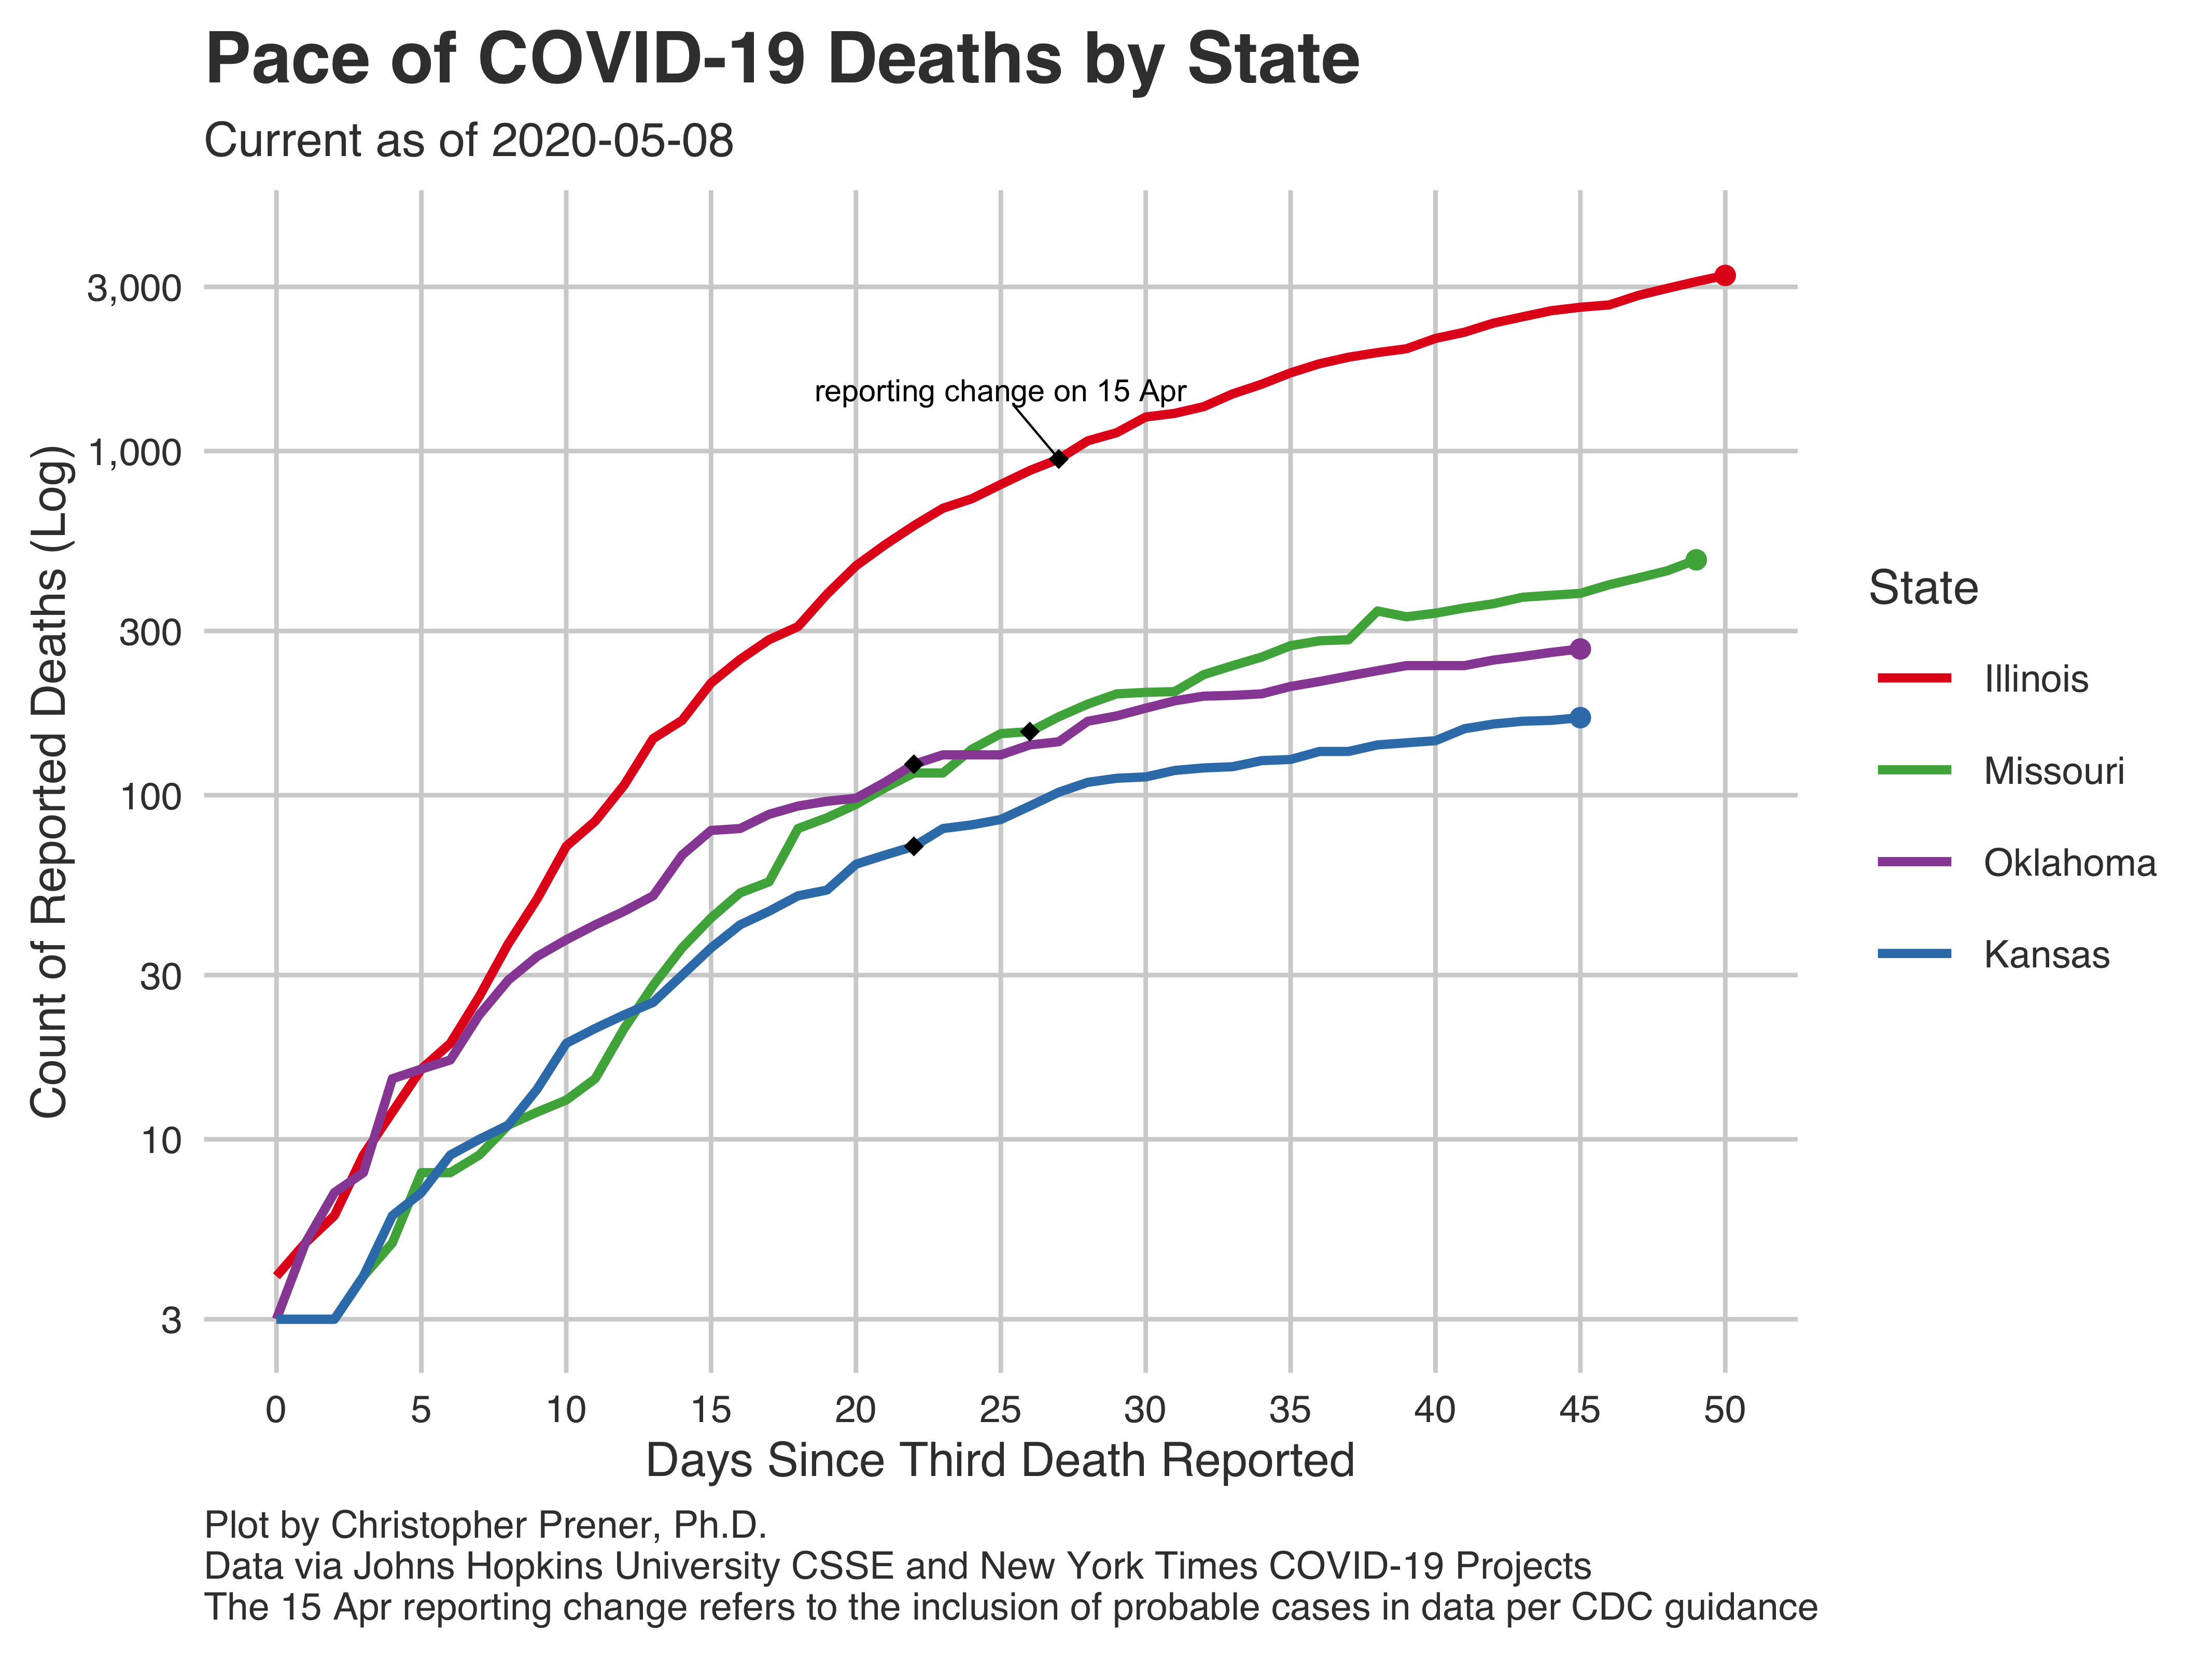 Pace of COVID-19 Deaths by State
Current as of 2020-05-08
Count of Reported Deaths (Log)
3,000
1,000
300
100
30
10
3
reporting change on 15 Apr
State
Illinois
Missouri
Oklahoma
Kansas
0 5 10 15 20 25 30 35 40 45 50
Days Since Third Death Reported
Plot by Christopher Prener, Ph.D.
Data via Johns Hopkins University CSSE and New York Times COVID-19 Projects
The 15 Apr reporting change refers to the inclusion of probable cases in data per CDC guidance